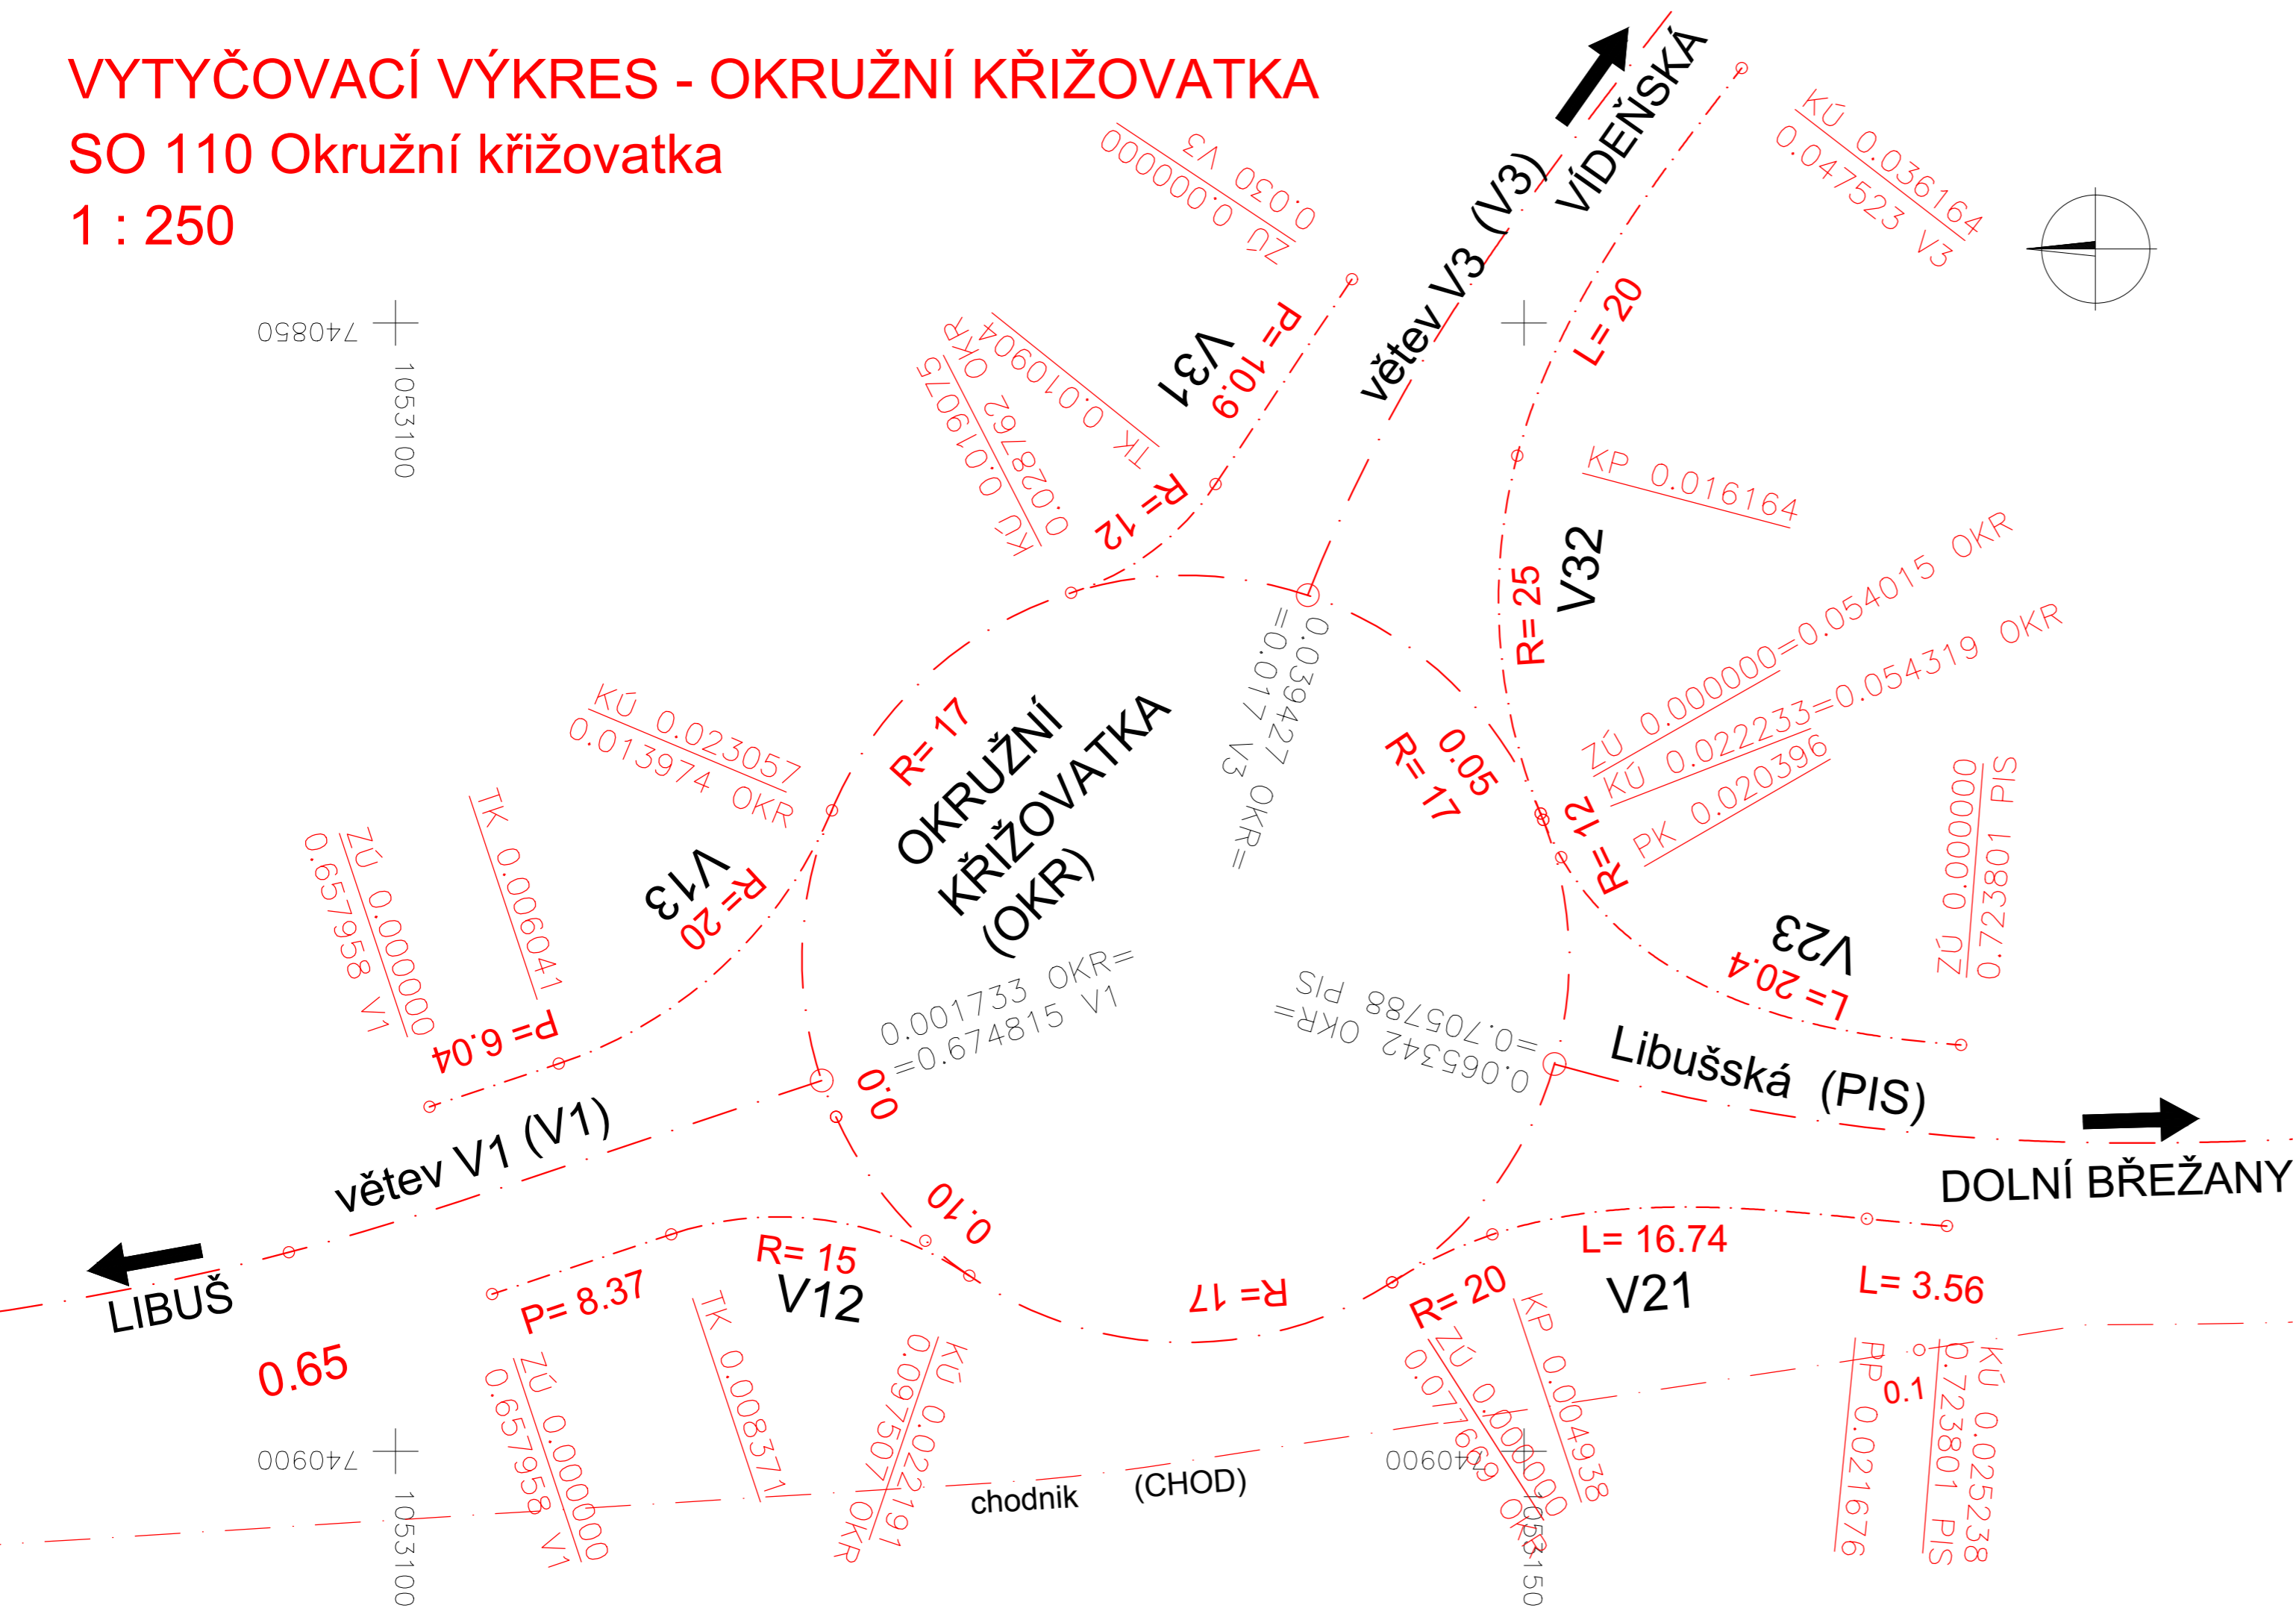 VYTYČOVACÍ VÝKRES - OKRUŽNÍ KŘIŽOVATKA
SO 110 Okružní křižovatka
1 : 250
740850
1053100
ZÚ 0.000000
0.030 V3
větev V3 (V3)
VÍDEŇSKÁ
KÚ 0.036164
0.047523 V3
KÚ 0.019075
0.028762 OKR
TK 0.010904
V31
P= 10.9
R= 12
L= 20
KP 0.016164
R= 25
V32
0.039427 OKR=
=0.017 V3
ZÚ 0.000000=0.054015 OKR
KÚ 0.022233=0.054319 OKR
PK 0.020396
R= 17
0.05
R= 12
ZÚ 0.000000
0.723801 PIS
V23
L= 20.4
KÚ 0.023057
0.013974 OKR
R= 17
OKRUŽNÍ
KŘIŽOVATKA
(OKR)
V13
R= 20
TK 0.006041
ZÚ 0.000000
0.657958 V1
P= 6.04
0.001733 OKR=
=0.674815 V1
0.0
0.065342 OKR=
=0.705788 PIS
Libušská (PIS)
DOLNÍ BŘEŽANY
větev V1 (V1)
LIBUŠ
0.65
P= 8.37
R= 15
V12
0.10
R= 17
R= 20
L= 16.74
V21
L= 3.56
ZÚ 0.000000
0.657958 V1
TK 0.008371
KÚ 0.022191
0.097507 OKR
ZÚ 0.000000
0.077669 OKR
KP 0.004938
PP 0.021676
0.1
KÚ 0.025238
0.723801 PIS
740900
1053100
chodnik (CHOD)
740900
1053150